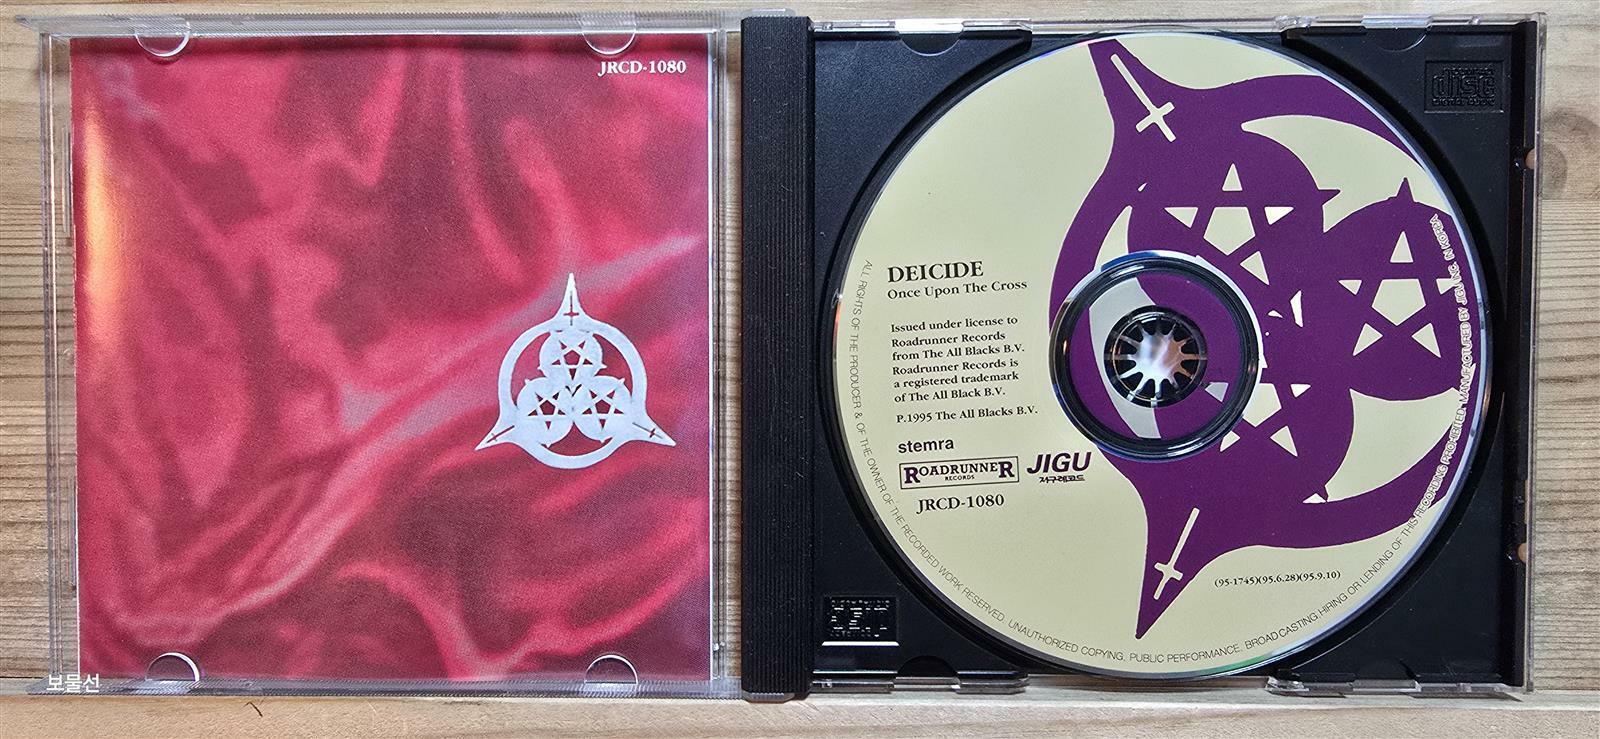 JRCD-1080
DEICIDE
Once Upon The Cross
Issued under license to
Roadrunner Records
from The All Blacks B.V.
Roadrunner Records is
a registered trademark
of The All Black B.V.
P.1995 The All Blacks B.V.
stemra
ROADRUNNER
RECORDS
JIGU
지구레코드
JRCD-1080
(95-1745)(95.6.28)(95.9.10)
ALL RIGHTS OF THE PRODUCER & OF THE OWNER OF THE RECORDED WORK RESERVED. UNAUTHORIZED COPYING, PUBLIC PERFORMANCE, BROADCASTING,HIRING OR LENDING OF THIS RECORDING PROHIBITED. MANUFACTURED BY JIGU INC. IN KOREA.
disc
보물선